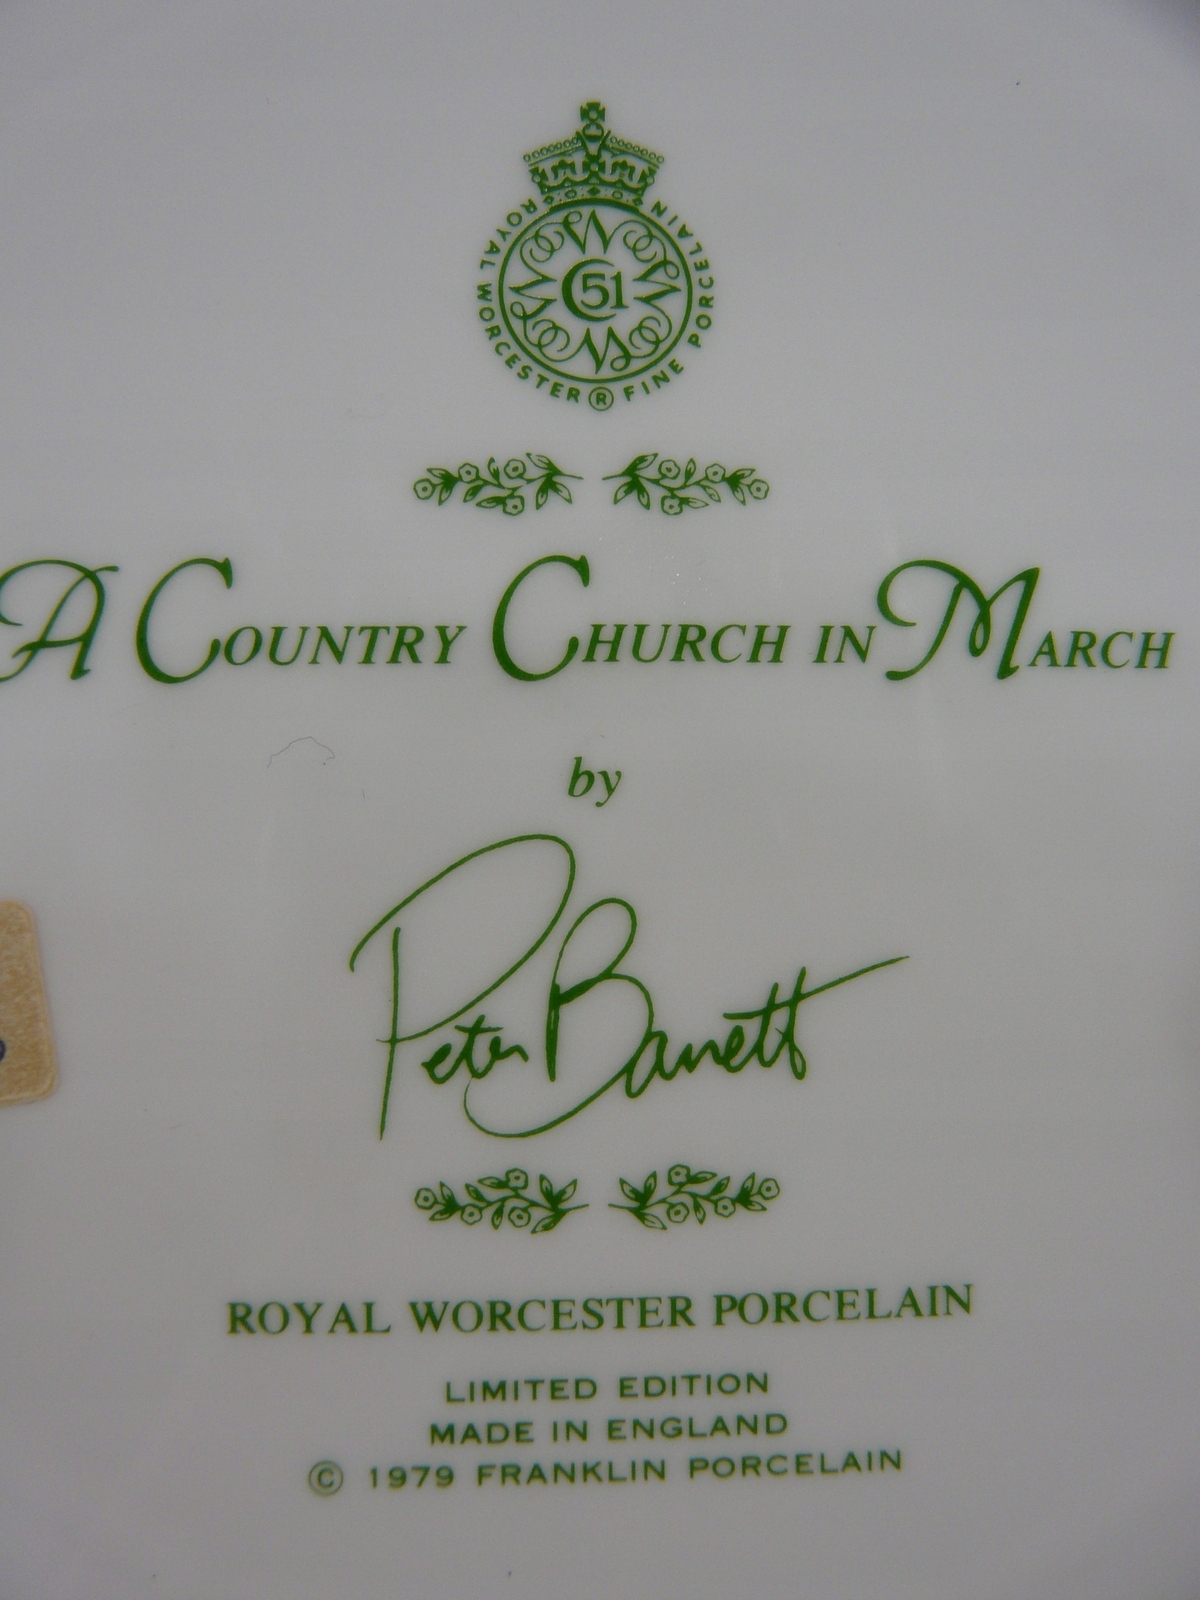 ROYAL WORCESTER ® FINE PORCELAIN
C51
A COUNTRY CHURCH IN MARCH
by
Peter Barrett
ROYAL WORCESTER PORCELAIN
LIMITED EDITION
MADE IN ENGLAND
© 1979 FRANKLIN PORCELAIN